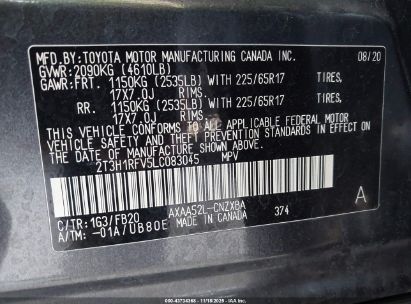 MFD.BY:TOYOTA MOTOR MANUFACTURING CANADA INC. 08/20
GVWR:2090KG (4610LB)
GAWR:FRT. 1150KG (2535LB) WITH 225/65R17 TIRES,
17X7.0J RIMS.
RR. 1150KG (2535LB) WITH 225/65R17 TIRES,
17X7.0J RIMS.
THIS VEHICLE CONFORMS TO ALL APPLICABLE FEDERAL MOTOR
VEHICLE SAFETY AND THEFT PREVENTION STANDARDS IN EFFECT
ON THE DATE OF MANUFACTURE SHOWN ABOVE.
2T3H1RFV5LC083045 MPV
A
C/TR:1G3/FB20 AXAA52L-CNZXBA 374
A/TM:-01A/UB80E MADE IN CANADA